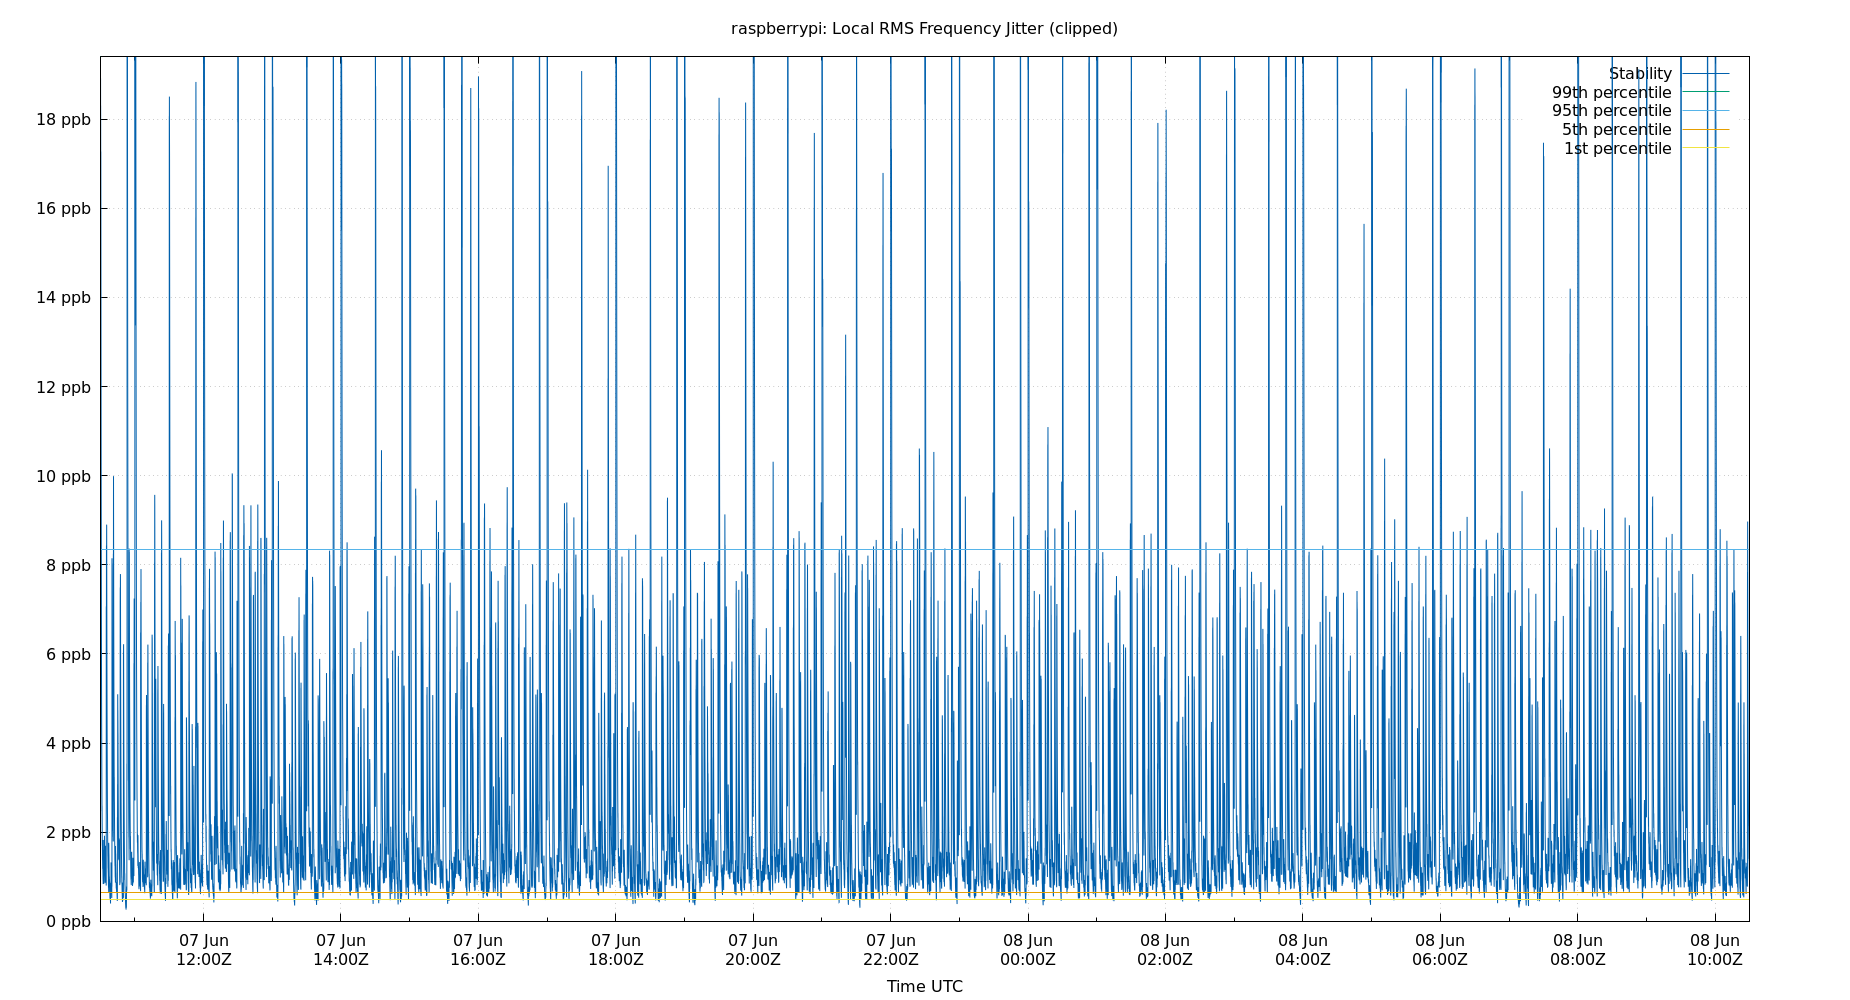 raspberrypi: Local RMS Frequency Jitter (clipped)
Stability
99th percentile
95th percentile
5th percentile
1st percentile
18 ppb
16 ppb
14 ppb
12 ppb
10 ppb
8 ppb
6 ppb
4 ppb
2 ppb
0 ppb
07 Jun 07 Jun 07 Jun 07 Jun 07 Jun 07 Jun 08 Jun 08 Jun 08 Jun 08 Jun 08 Jun 08 Jun
12:00Z 14:00Z 16:00Z 18:00Z 20:00Z 22:00Z 00:00Z 02:00Z 04:00Z 06:00Z 08:00Z 10:00Z
Time UTC